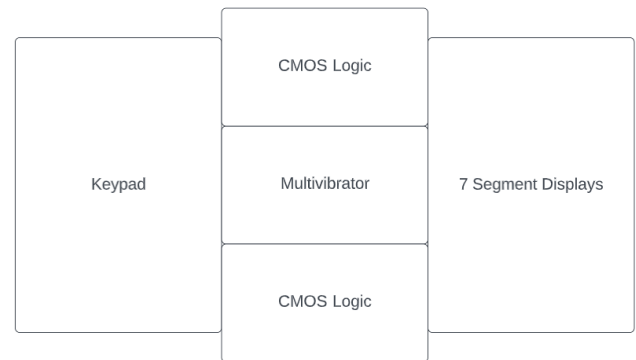 CMOS Logic
Keypad
Multivibrator
7 Segment Displays
CMOS Logic